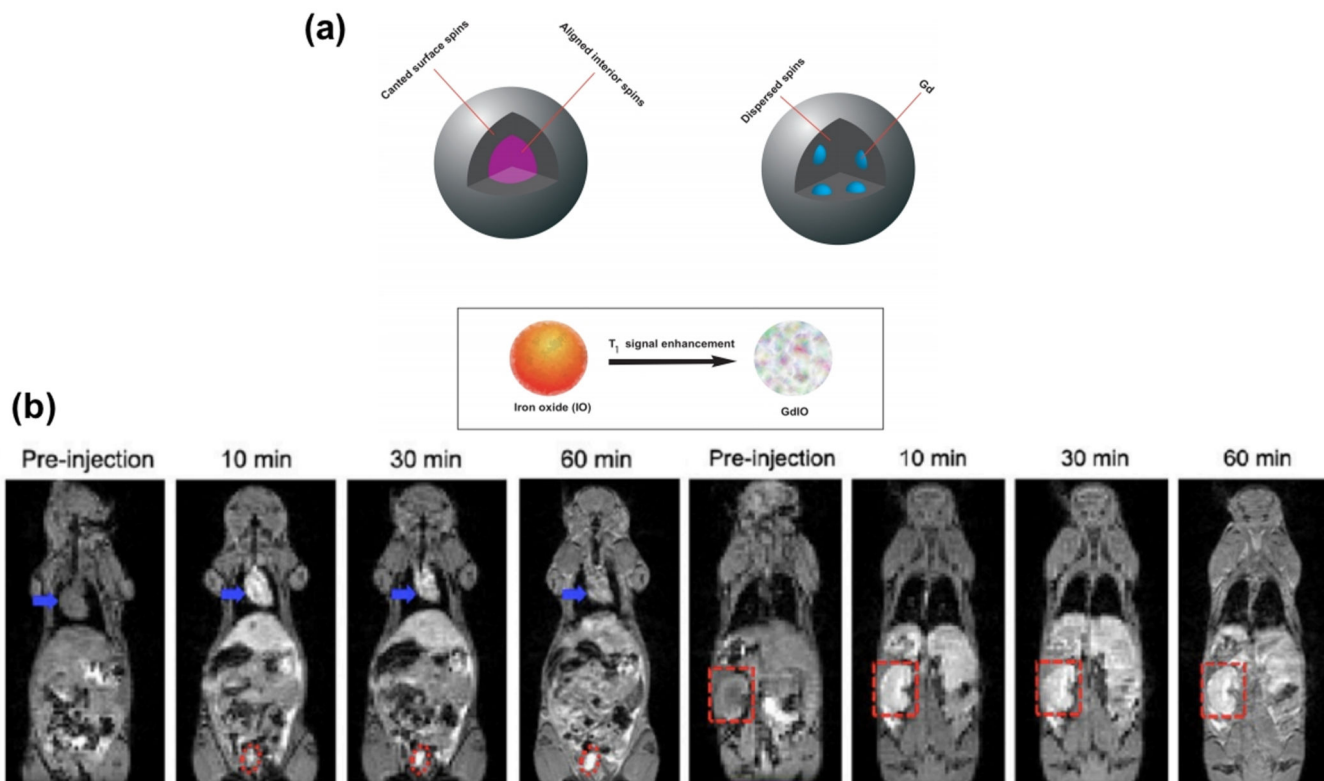 (a)
Canted surface spins
Aligned interior spins
Dispersed spins
Gd
T1 signal enhancement
Iron oxide (IO)
GdIO
(b)
Pre-injection 10 min 30 min 60 min Pre-injection 10 min 30 min 60 min